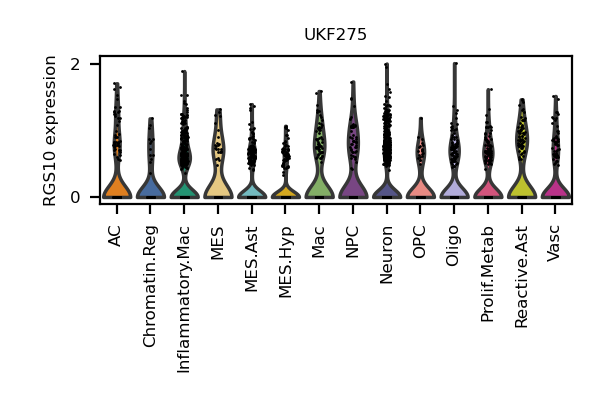 UKF275
RGS10 expression
2
0
AC
Chromatin.Reg
Inflammatory.Mac
MES
MES.Ast
MES.Hyp
Mac
NPC
Neuron
OPC
Oligo
Prolif.Metab
Reactive.Ast
Vasc